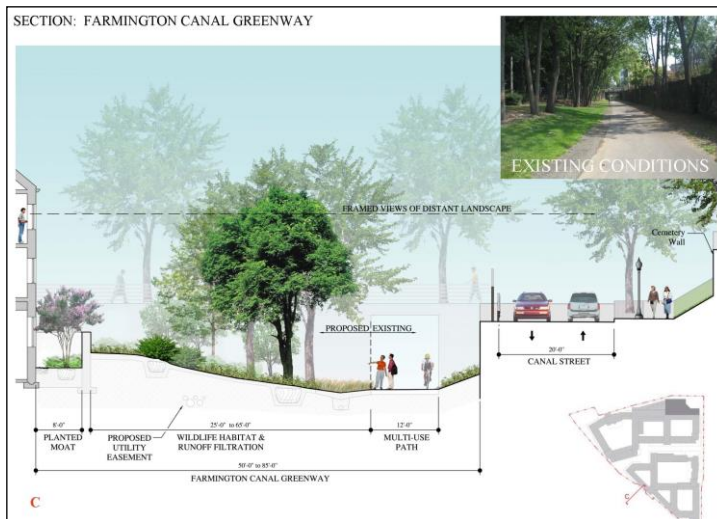 SECTION: FARMINGTON CANAL GREENWAY
EXISTING CONDITIONS
FRAMED VIEWS OF DISTANT LANDSCAPE
Cemetery
Wall
PROPOSED EXISTING
20'-0"
CANAL STREET
8'-0"
PLANTED
MOAT
PROPOSED
UTILITY
EASEMENT
25'-0" to 65'-0"
WILDLIFE HABITAT &
RUNOFF FILTRATION
12'-0"
MULTI-USE
PATH
50'-0" to 85'-0"
FARMINGTON CANAL GREENWAY
C
C